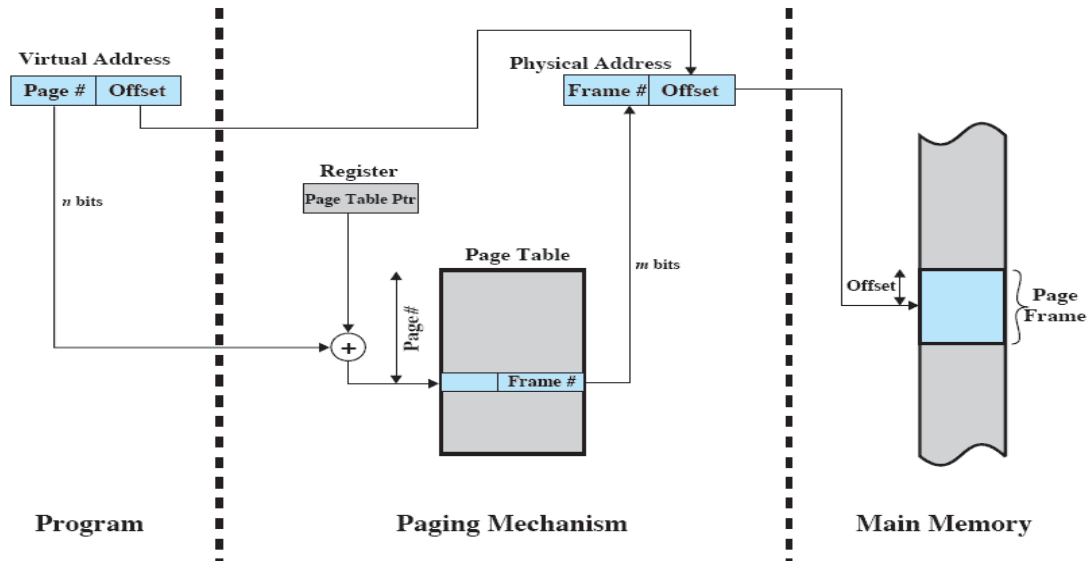 Virtual Address
Page #
Offset
Physical Address
Frame #
Offset
Register
Page Table Ptr
n bits
Page Table
m bits
Page#
+
Frame #
Offset
Page
Frame
Program
Paging Mechanism
Main Memory